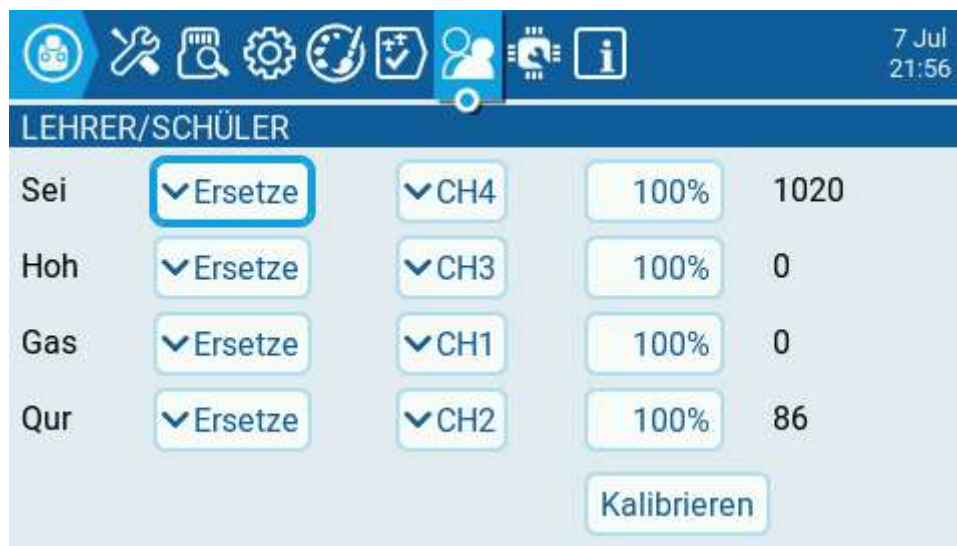 7 Jul
21:56
LEHRER/SCHÜLER
Sei Ersetze CH4 100% 1020
Hoh Ersetze CH3 100% 0
Gas Ersetze CH1 100% 0
Qur Ersetze CH2 100% 86
Kalibrieren